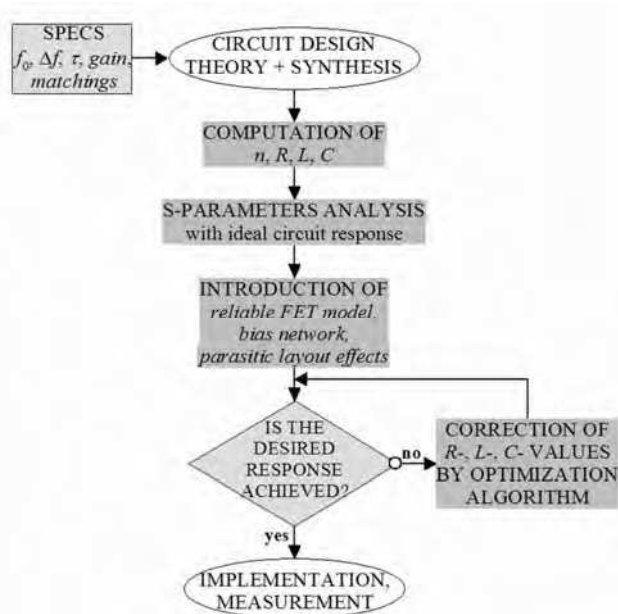 SPECS
f0, Δf, τ, gain,
matchings
CIRCUIT DESIGN
THEORY + SYNTHESIS
COMPUTATION OF
n, R, L, C
S-PARAMETERS ANALYSIS
with ideal circuit response
INTRODUCTION OF
reliable FET model,
bias network,
parasitic layout effects
IS THE
DESIRED
RESPONSE
ACHIEVED?
no
CORRECTION OF
R-, L-, C- VALUES
BY OPTIMIZATION
ALGORITHM
yes
IMPLEMENTATION,
MEASUREMENT